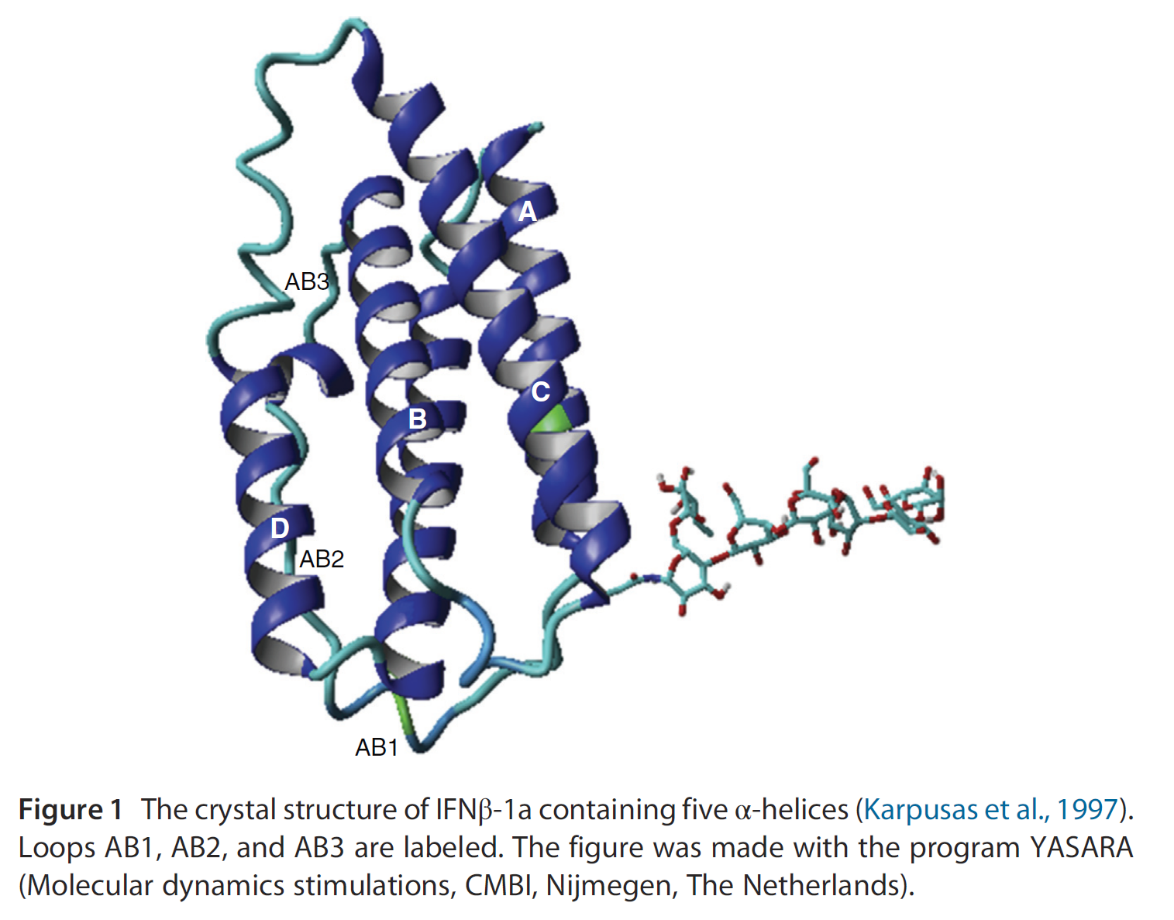 A
AB3
C
B
D
AB2
AB1
Figure 1 The crystal structure of IFNβ-1a containing five α-helices (Karpusas et al., 1997).
Loops AB1, AB2, and AB3 are labeled. The figure was made with the program YASARA
(Molecular dynamics stimulations, CMBI, Nijmegen, The Netherlands).